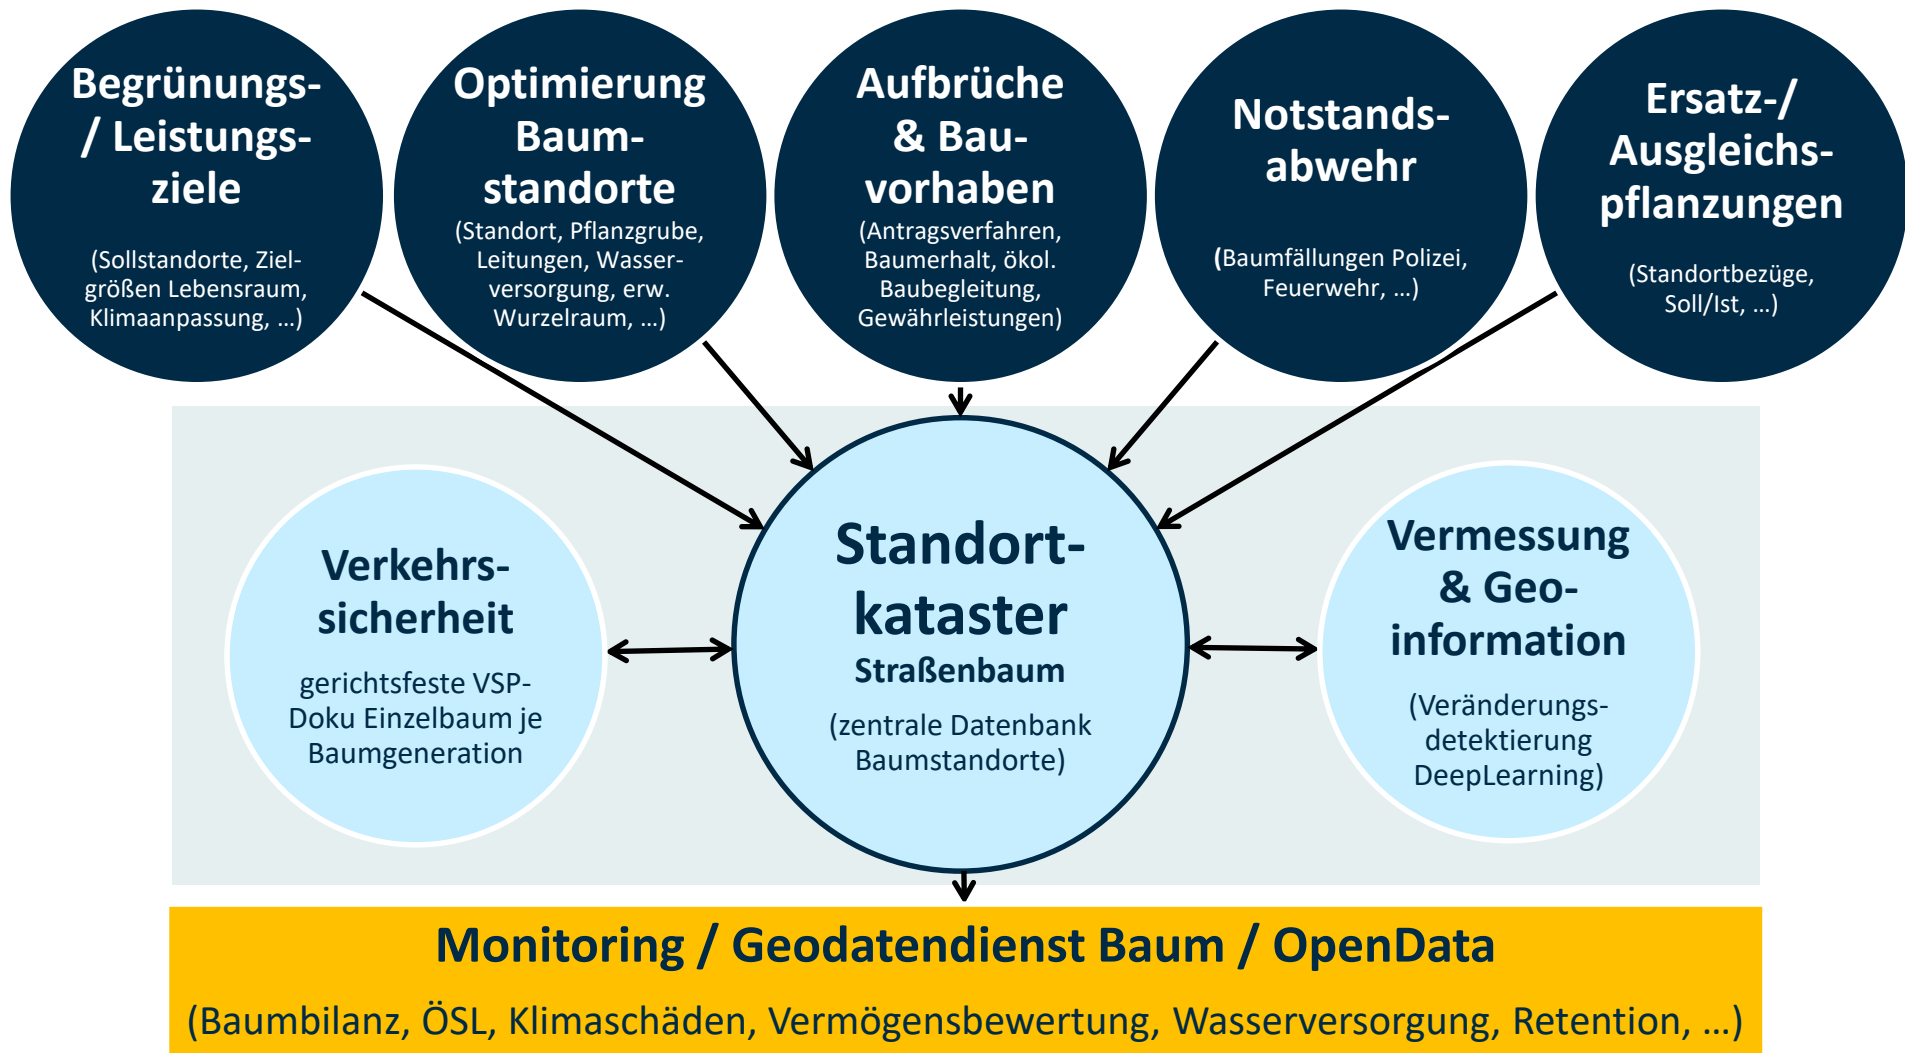 Begrünungs-
/ Leistungs-
ziele
(Sollstandorte, Ziel-
größen Lebensraum,
Klimaanpassung, ...)
Optimierung
Baum-
standorte
(Standort, Pflanzgrube,
Leitungen, Wasser-
versorgung, erw.
Wurzelraum, ...)
Aufbrüche
& Bau-
vorhaben
(Antragsverfahren,
Baumerhalt, ökol.
Baubegleitung,
Gewährleistungen)
Notstands-
abwehr
(Baumfällungen Polizei,
Feuerwehr, ...)
Ersatz-/
Ausgleichs-
pflanzungen
(Standortbezüge,
Soll/Ist, ...)
Verkehrs-
sicherheit
gerichtsfeste VSP-
Doku Einzelbaum je
Baumgeneration
Standort-
kataster
Straßenbaum
(zentrale Datenbank
Baumstandorte)
Vermessung
& Geo-
information
(Veränderungs-
detektierung
DeepLearning)
Monitoring / Geodatendienst Baum / OpenData
(Baumbilanz, ÖSL, Klimaschäden, Vermögensbewertung, Wasserversorgung, Retention, ...)